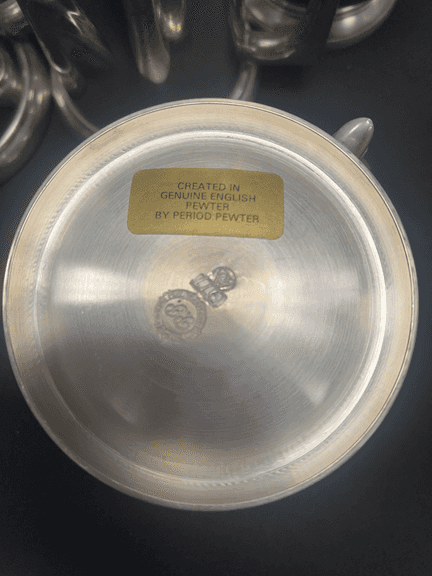 CREATED IN
GENUINE ENGLISH
PEWTER
BY PERIOD PEWTER